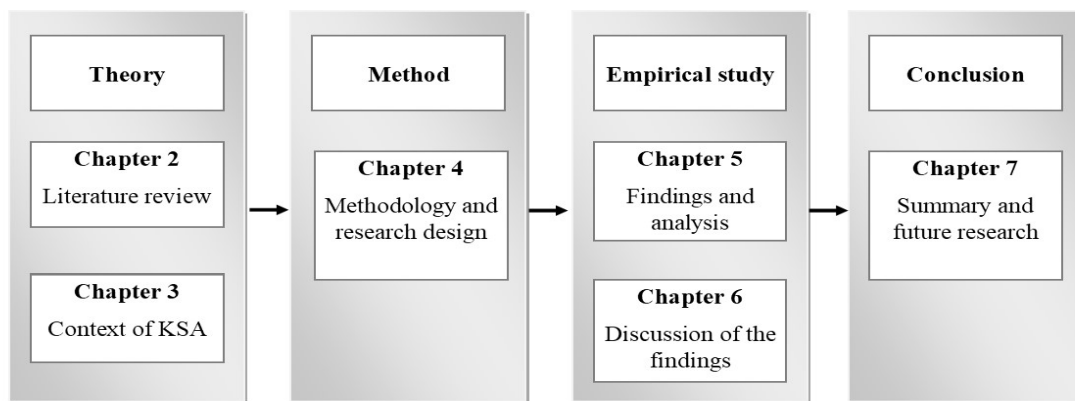 Theory
Chapter 2
Literature review
Chapter 3
Context of KSA
Method
Chapter 4
Methodology and
research design
Empirical study
Chapter 5
Findings and
analysis
Chapter 6
Discussion of the
findings
Conclusion
Chapter 7
Summary and
future research